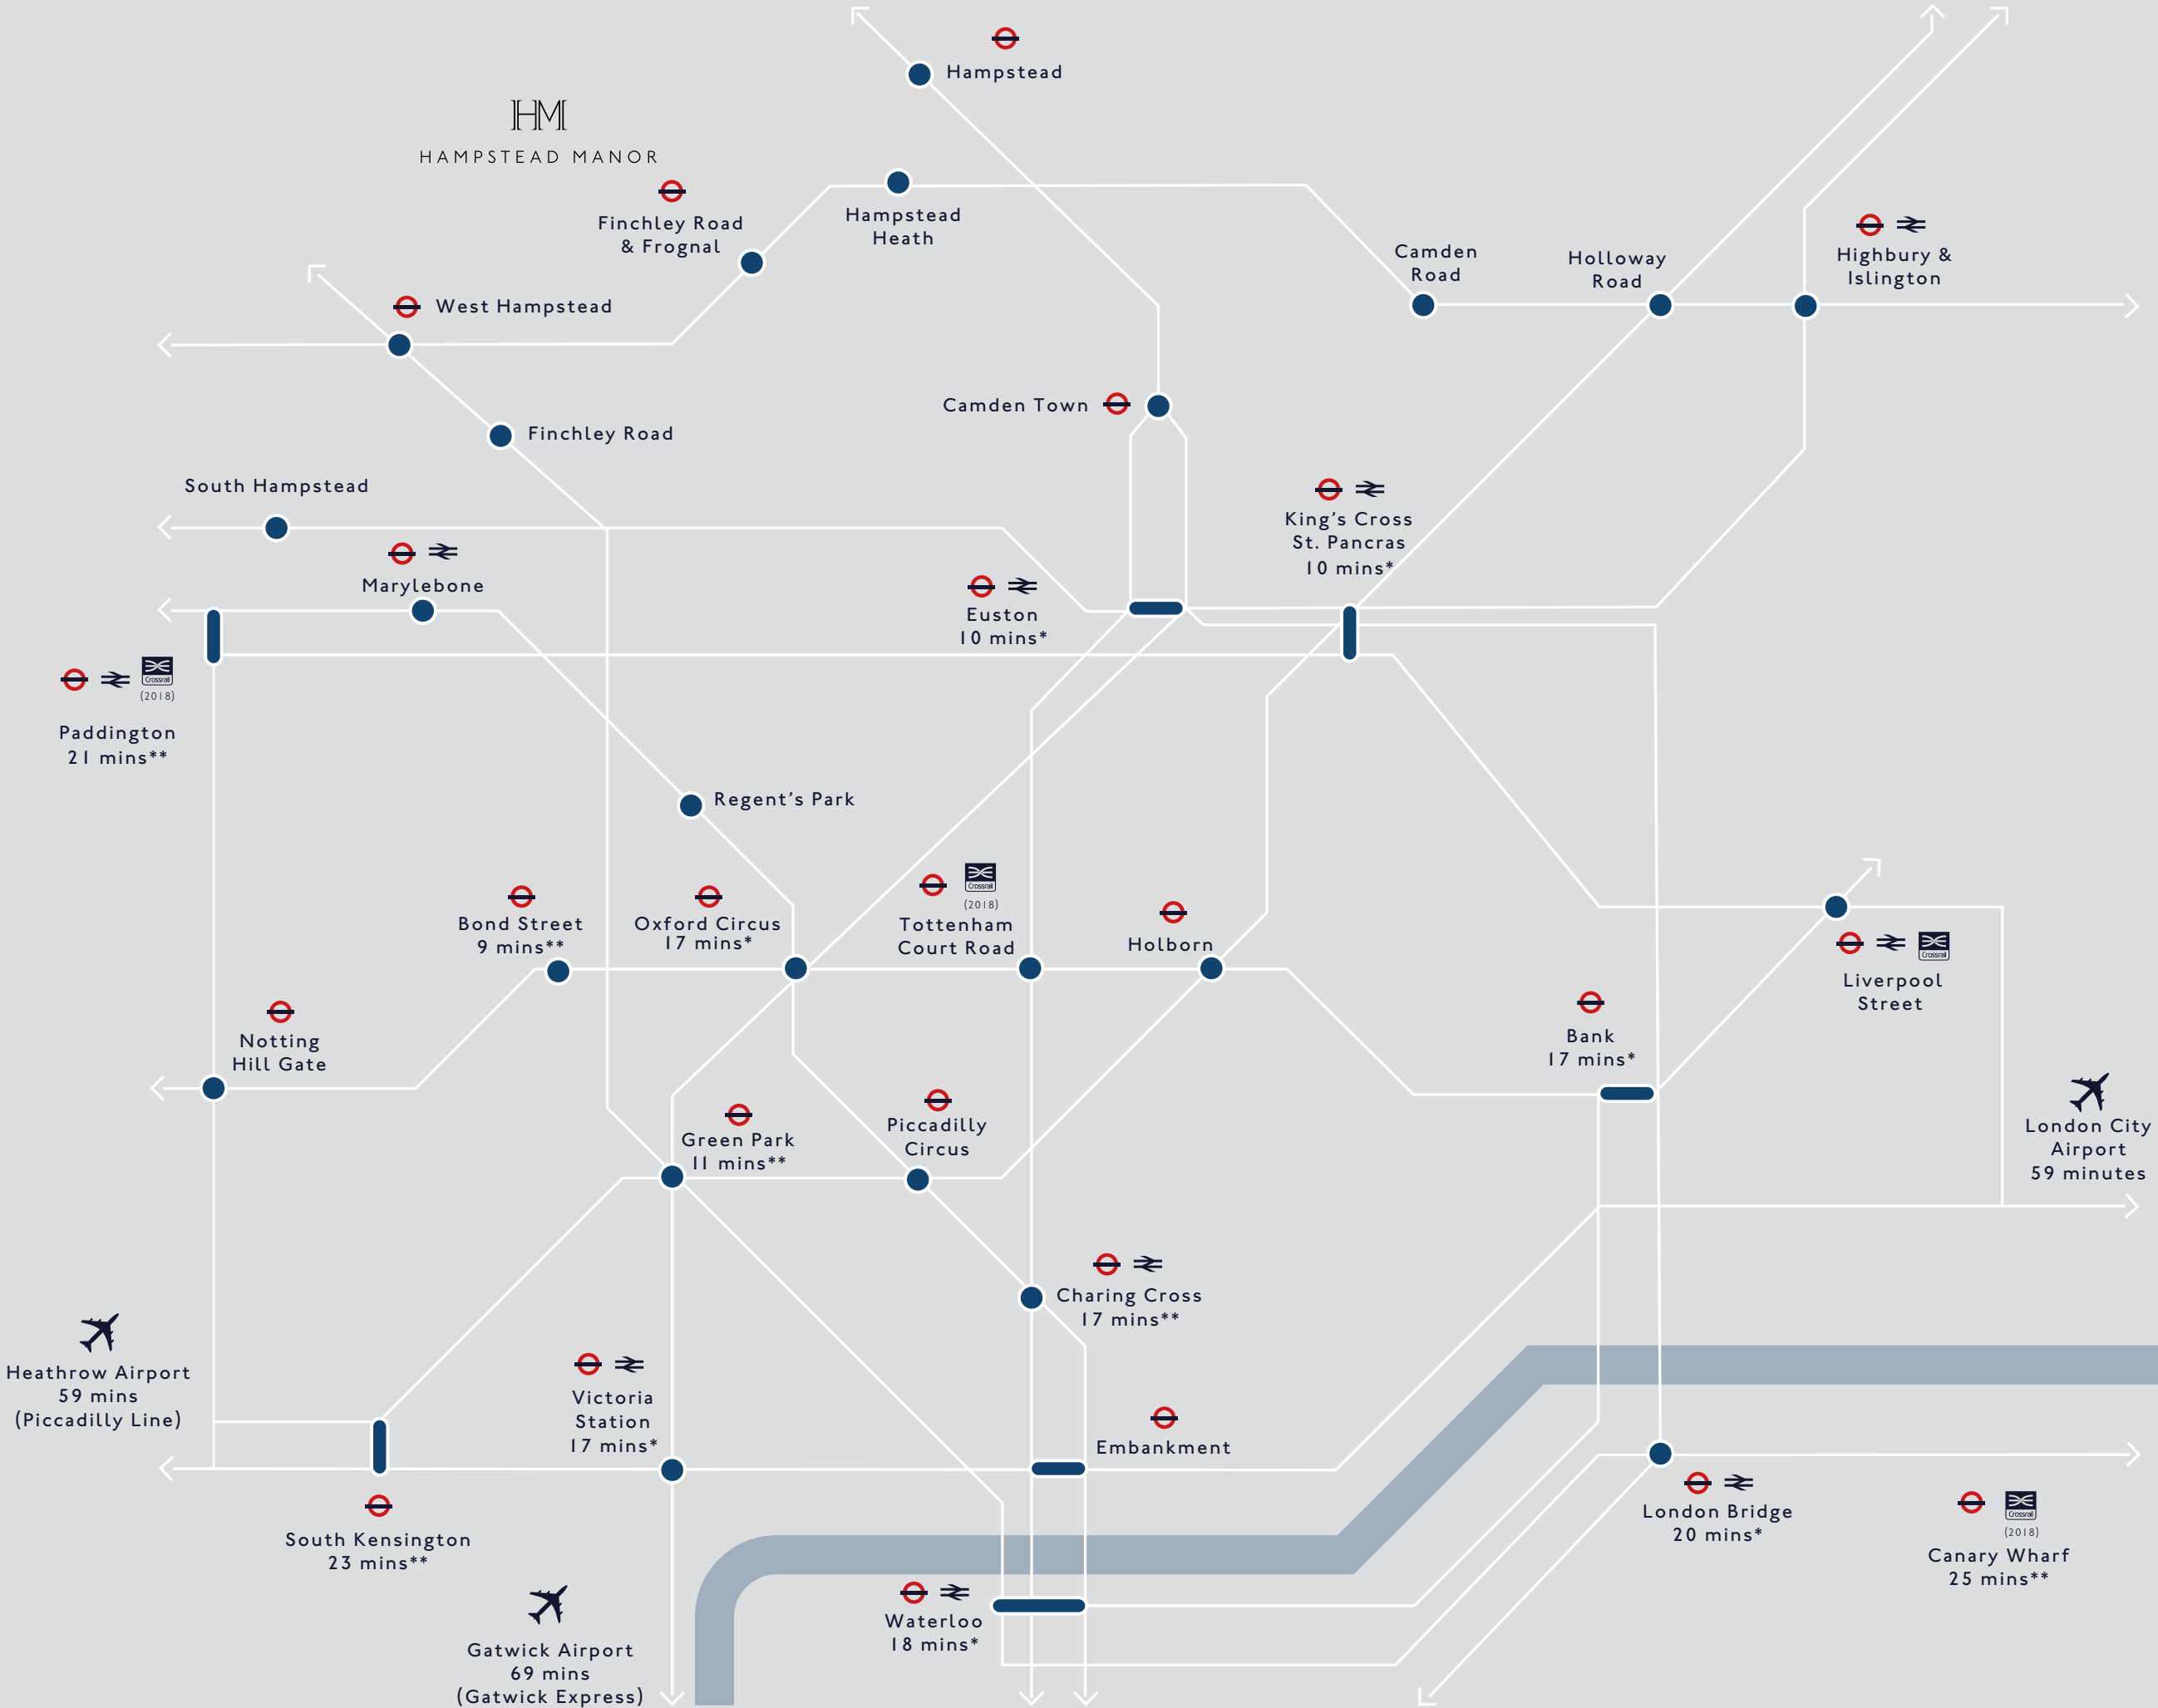 Hampstead
HM
HAMPSTEAD MANOR
Finchley Road
& Frognal
Hampstead
Heath
Camden
Road
Holloway
Road
Highbury &
Islington
West Hampstead
Camden Town
Finchley Road
South Hampstead
King’s Cross
St. Pancras
10 mins*
Marylebone
Euston
10 mins*
Crossrail
(2018)
Paddington
21 mins**
Regent’s Park
Bond Street
9 mins**
Oxford Circus
17 mins*
Crossrail
(2018)
Tottenham
Court Road
Holborn
Crossrail
Liverpool
Street
Notting
Hill Gate
Bank
17 mins*
Green Park
11 mins**
Piccadilly
Circus
London City
Airport
59 minutes
Charing Cross
17 mins**
Heathrow Airport
59 mins
(Piccadilly Line)
Victoria
Station
17 mins*
Embankment
South Kensington
23 mins**
London Bridge
20 mins*
Crossrail
(2018)
Canary Wharf
25 mins**
Waterloo
18 mins*
Gatwick Airport
69 mins
(Gatwick Express)